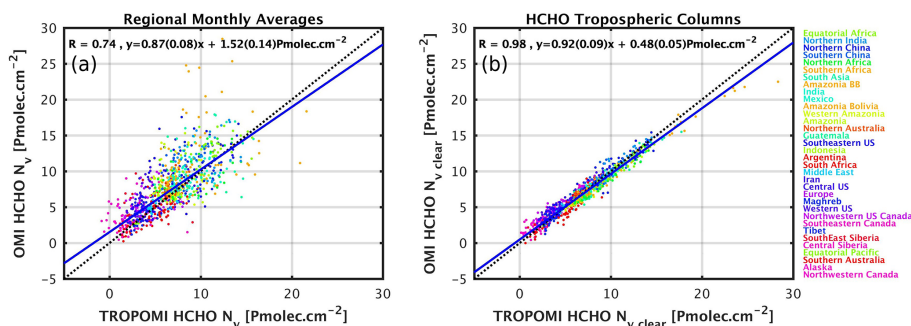 Regional Monthly Averages
HCHO Tropospheric Columns
R = 0.74 , y=0.87(0.08)x + 1.52(0.14)Pmolec.cm−2
(a)
OMI HCHO Nv [Pmolec.cm−2]
30
25
20
15
10
5
0
−5
0 10 20 30
TROPOMI HCHO Nv [Pmolec.cm−2]
R = 0.98 , y=0.92(0.09)x + 0.48(0.05)Pmolec.cm−2
(b)
OMI HCHO Nv clear [Pmolec.cm−2]
30
25
20
15
10
5
0
−5
0 10 20 30
TROPOMI HCHO Nv clear [Pmolec.cm−2]
Equatorial Africa
Northern India
Northern China
Southern China
Northern Africa
Southern Africa
South Asia
Amazonia BB
India
Mexico
Amazonia Bolivia
Western Amazonia
Amazonia
Northern Australia
Guatemala
Southeastern US
Indonesia
Argentina
South Africa
Middle East
Iran
Central US
Europe
Maghreb
Western US
Northwestern US Canada
Southeastern Canada
Tibet
SouthEast Siberia
Central Siberia
Equatorial Pacific
Southern Australia
Alaska
Northwestern Canada